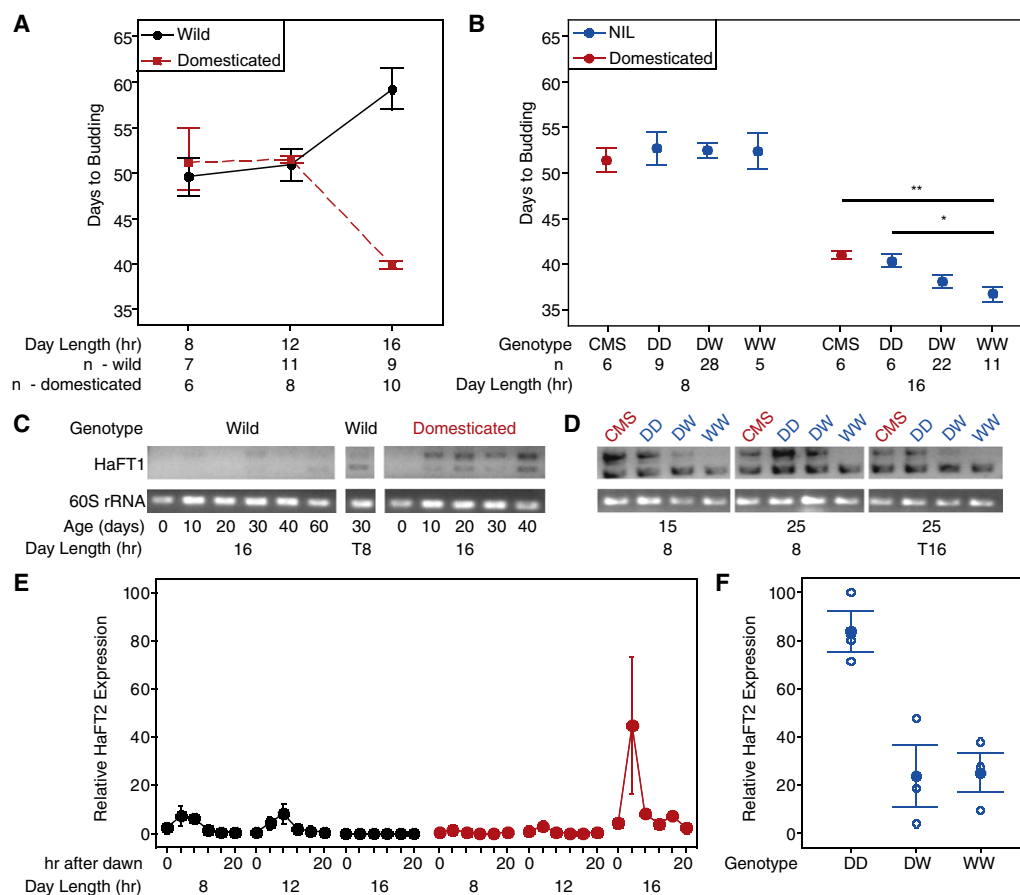 A
65
60
55
50
45
40
35
Days to Budding
Wild
Domesticated
Day Length (hr) 8 12 16
n - wild 7 11 9
n - domesticated 6 8 10
B
65
60
55
50
45
40
35
Days to Budding
NIL
Domesticated
**
*
Genotype CMS DD DW WW CMS DD DW WW
n 6 9 28 5 6 6 22 11
Day Length (hr) 8 16
C
Genotype Wild Wild Domesticated
HaFT1
60S rRNA
Age (days) 0 10 20 30 40 60 30 0 10 20 30 40
Day Length (hr) 16 T8 16
D
CMS DD DW WW CMS DD DW WW CMS DD DW WW
15 25 25
8 8 T16
E
100
80
60
40
20
0
Relative HaFT2 Expression
hr after dawn 0 20 0 20 0 20 0 20 0 20 0 20
Day Length (hr) 8 12 16 8 12 16
F
100
80
60
40
20
0
Relative HaFT2 Expression
Genotype DD DW WW